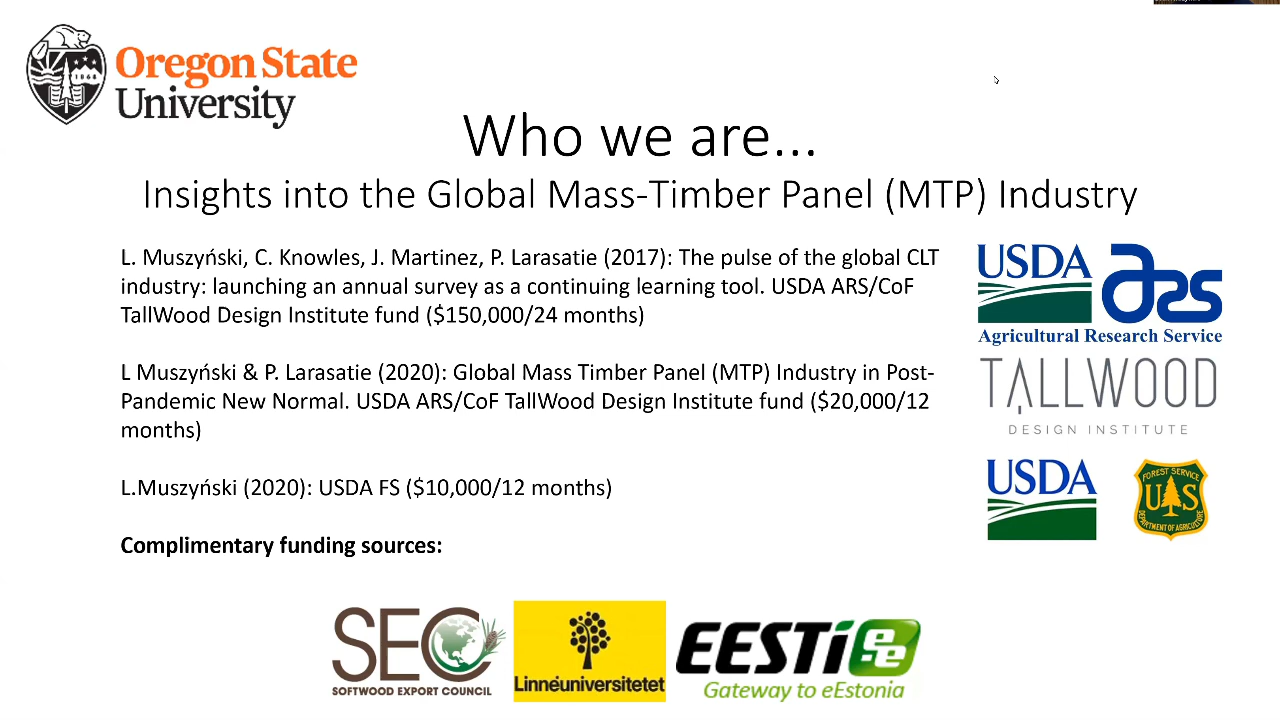 Oregon State
University
Who we are...
Insights into the Global Mass-Timber Panel (MTP) Industry
L. Muszyński, C. Knowles, J. Martinez, P. Larasatie (2017): The pulse of the global CLT
industry: launching an annual survey as a continuing learning tool. USDA ARS/CoF
TallWood Design Institute fund ($150,000/24 months)
L Muszyński & P. Larasatie (2020): Global Mass Timber Panel (MTP) Industry in Post-
Pandemic New Normal. USDA ARS/CoF TallWood Design Institute fund ($20,000/12
months)
L.Muszyński (2020): USDA FS ($10,000/12 months)
Complimentary funding sources:
USDA ars
Agricultural Research Service
TALLWOOD
DESIGN INSTITUTE
USDA
FOREST SERVICE
U S
DEPARTMENT OF AGRICULTURE
SEC
SOFTWOOD EXPORT COUNCIL
Linnéuniversitetet
EESTi ee
Gateway to eEstonia